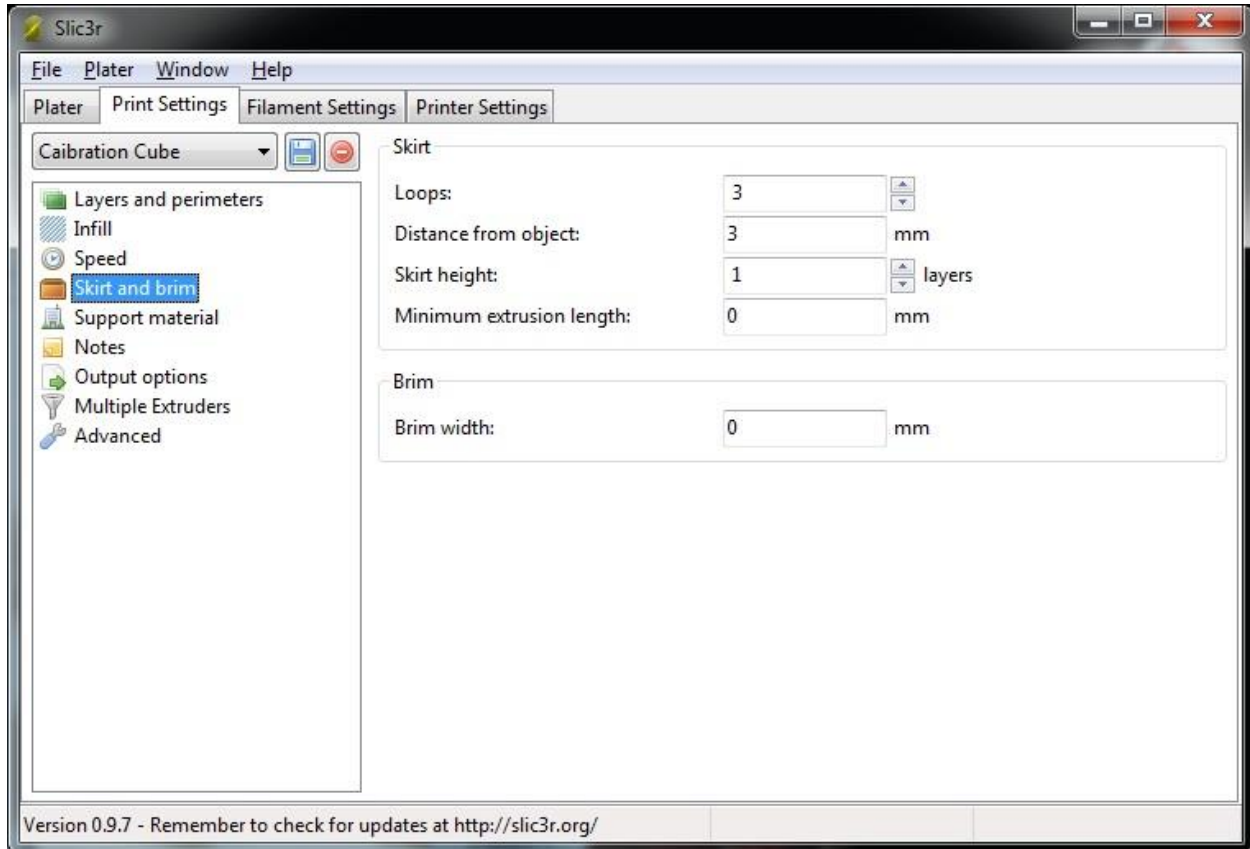 Slic3r
File Plater Window Help
Plater Print Settings Filament Settings Printer Settings
Caibration Cube
Layers and perimeters
Infill
Speed
Skirt and brim
Support material
Notes
Output options
Multiple Extruders
Advanced
Skirt
Loops: 3
Distance from object: 3 mm
Skirt height: 1 layers
Minimum extrusion length: 0 mm
Brim
Brim width: 0 mm
Version 0.9.7 - Remember to check for updates at http://slic3r.org/